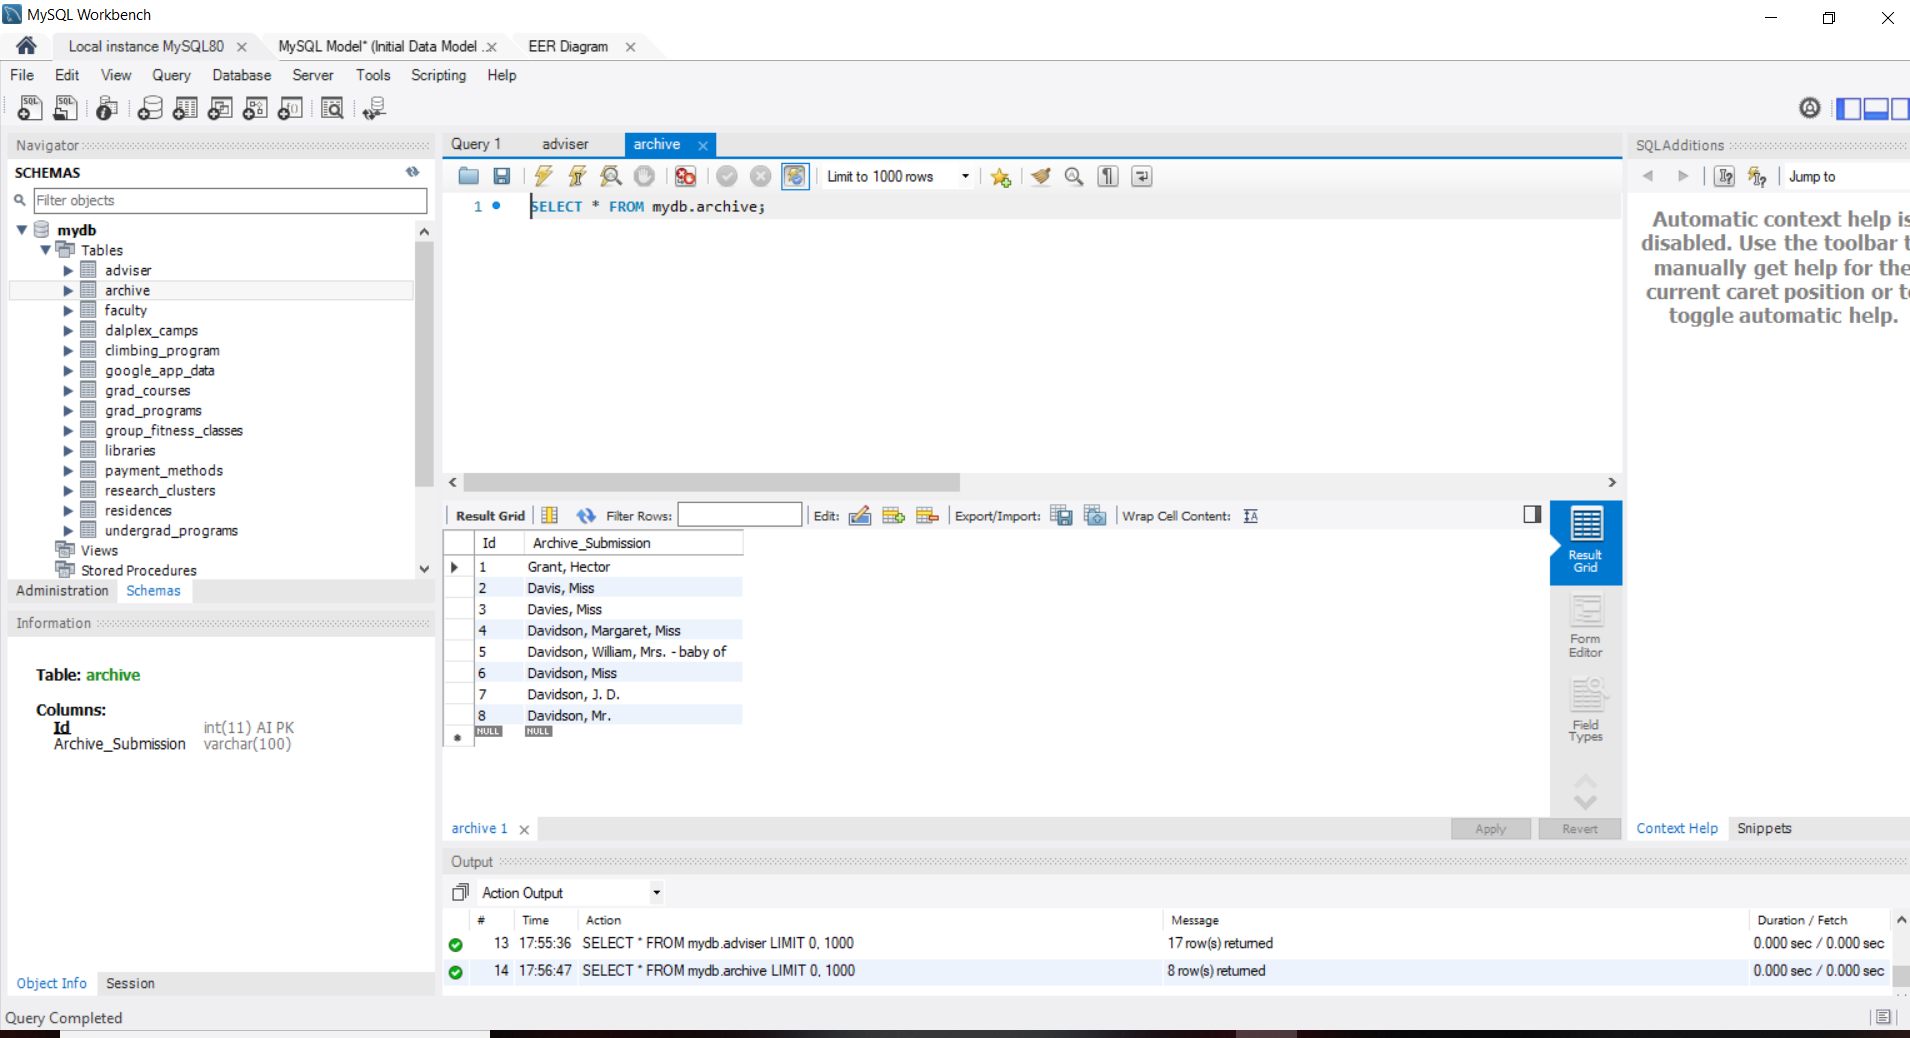 MySQL Workbench
Local instance MySQL80
MySQL Model* (Initial Data Model .
EER Diagram
File Edit View Query Database Server Tools Scripting Help
Navigator
SCHEMAS
Filter objects
mydb
Tables
adviser
archive
faculty
dalplex_camps
climbing_program
google_app_data
grad_courses
grad_programs
group_fitness_classes
libraries
payment_methods
research_clusters
residences
undergrad_programs
Views
Stored Procedures
Administration Schemas
Information
Table: archive
Columns:
Id int(11) AI PK
Archive_Submission varchar(100)
Object Info Session
Query 1 adviser archive
Limit to 1000 rows
1 SELECT * FROM mydb.archive;
Result Grid Filter Rows: Edit: Export/Import: Wrap Cell Content:
Id Archive_Submission
1 Grant, Hector
2 Davis, Miss
3 Davies, Miss
4 Davidson, Margaret, Miss
5 Davidson, William, Mrs. - baby of
6 Davidson, Miss
7 Davidson, J. D.
8 Davidson, Mr.
NULL NULL
Result
Grid
Form
Editor
Field
Types
archive 1
Apply Revert
SQLAdditions
Jump to
Automatic context help is
disabled. Use the toolbar t
manually get help for the
current caret position or to
toggle automatic help.
Context Help Snippets
Output
Action Output
# Time Action Message Duration / Fetch
13 17:55:36 SELECT * FROM mydb.adviser LIMIT 0, 1000 17 row(s) returned 0.000 sec / 0.000 sec
14 17:56:47 SELECT * FROM mydb.archive LIMIT 0, 1000 8 row(s) returned 0.000 sec / 0.000 sec
Query Completed